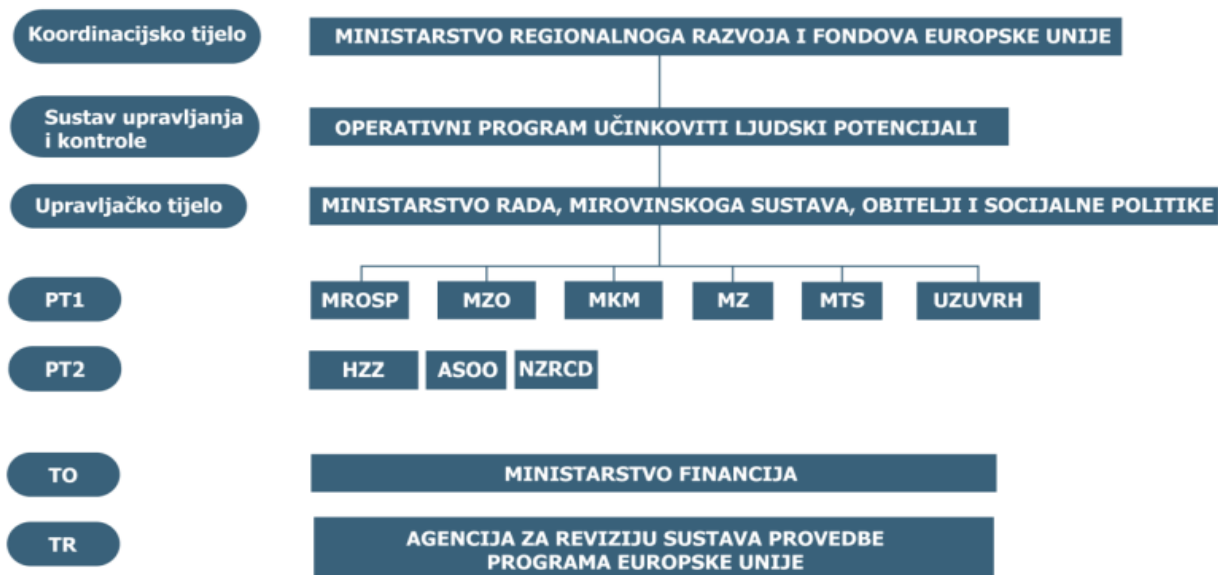 Koordinacijsko tijelo
MINISTARSTVO REGIONALNOGA RAZVOJA I FONDOVA EUROPSKE UNIJE
Sustav upravljanja
i kontrole
OPERATIVNI PROGRAM UČINKOVITI LJUDSKI POTENCIJALI
Upravljačko tijelo
MINISTARSTVO RADA, MIROVINSKOGA SUSTAVA, OBITELJI I SOCIJALNE POLITIKE
PT1
MROSP
MZO
MKM
MZ
MTS
UZUVRH
PT2
HZZ
ASOO
NZRCD
TO
MINISTARSTVO FINANCIJA
TR
AGENCIJA ZA REVIZIJU SUSTAVA PROVEDBE
PROGRAMA EUROPSKE UNIJE